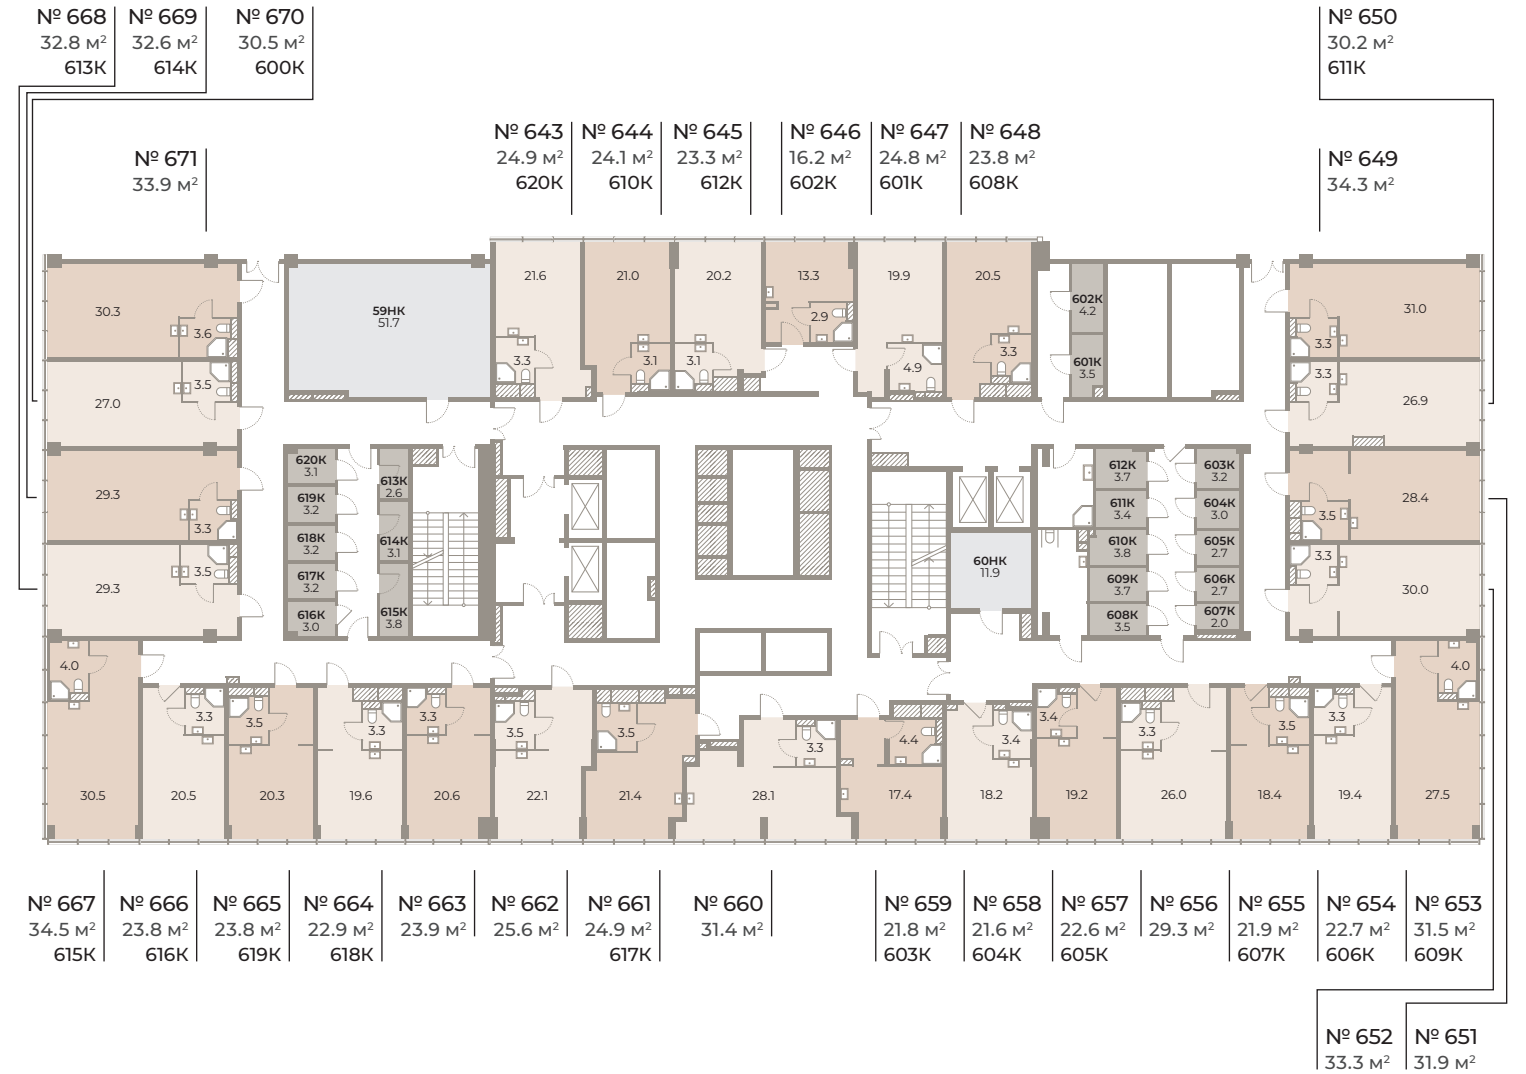 № 668
32.8 м²
613К
№ 669
32.6 м²
614К
№ 670
30.5 м²
600К
№ 650
30.2 м²
611К
№ 671
33.9 м²
№ 643
24.9 м²
620К
№ 644
24.1 м²
610К
№ 645
23.3 м²
612К
№ 646
16.2 м²
602К
№ 647
24.8 м²
601К
№ 648
23.8 м²
608К
№ 649
34.3 м²
30.3
3.6
27.0
3.5
29.3
3.3
29.3
3.5
59НК
51.7
21.6
3.3
21.0
3.1
20.2
3.1
13.3
2.9
19.9
4.9
20.5
3.3
602К
4.2
601К
3.5
31.0
3.3
3.3
26.9
28.4
3.5
3.3
30.0
620К
3.1
619К
3.2
618К
3.2
617К
3.2
616К
3.0
613К
2.6
614К
3.1
615К
3.8
60НК
11.9
612К
3.7
611К
3.4
610К
3.8
609К
3.7
608К
3.5
603К
3.2
604К
3.0
605К
2.7
606К
2.7
607К
2.0
4.0
30.5
3.3
20.5
3.5
20.3
3.3
19.6
3.3
20.6
3.5
22.1
3.5
21.4
3.3
28.1
4.4
17.4
3.4
18.2
3.4
19.2
3.3
26.0
3.5
18.4
3.3
19.4
4.0
27.5
№ 667
34.5 м²
615К
№ 666
23.8 м²
616К
№ 665
23.8 м²
619К
№ 664
22.9 м²
618К
№ 663
23.9 м²
№ 662
25.6 м²
№ 661
24.9 м²
617К
№ 660
31.4 м²
№ 659
21.8 м²
603К
№ 658
21.6 м²
604К
№ 657
22.6 м²
605К
№ 656
29.3 м²
№ 655
21.9 м²
607К
№ 654
22.7 м²
606К
№ 653
31.5 м²
609К
№ 652
33.3 м²
№ 651
31.9 м²